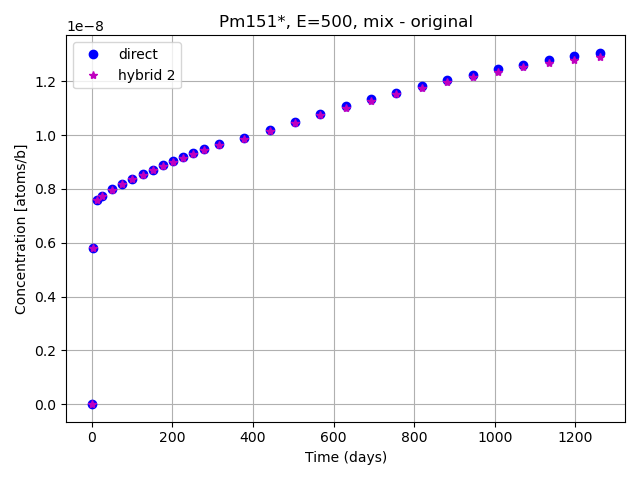 Pm151*, E=500, mix - original
1e−8
direct
hybrid 2
1.2
1.0
0.8
0.6
0.4
0.2
0.0
Concentration [atoms/b]
0 200 400 600 800 1000 1200
Time (days)